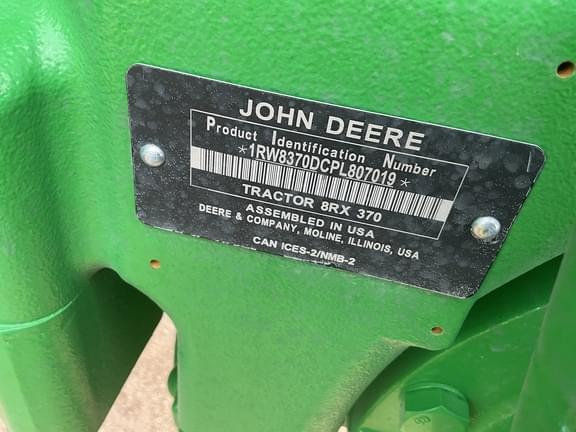 JOHN DEERE
Product Identification Number
*1RW8370DCPL807019*
TRACTOR 8RX 370
ASSEMBLED IN USA
DEERE & COMPANY, MOLINE, ILLINOIS, USA
CAN ICES-2/NMB-2